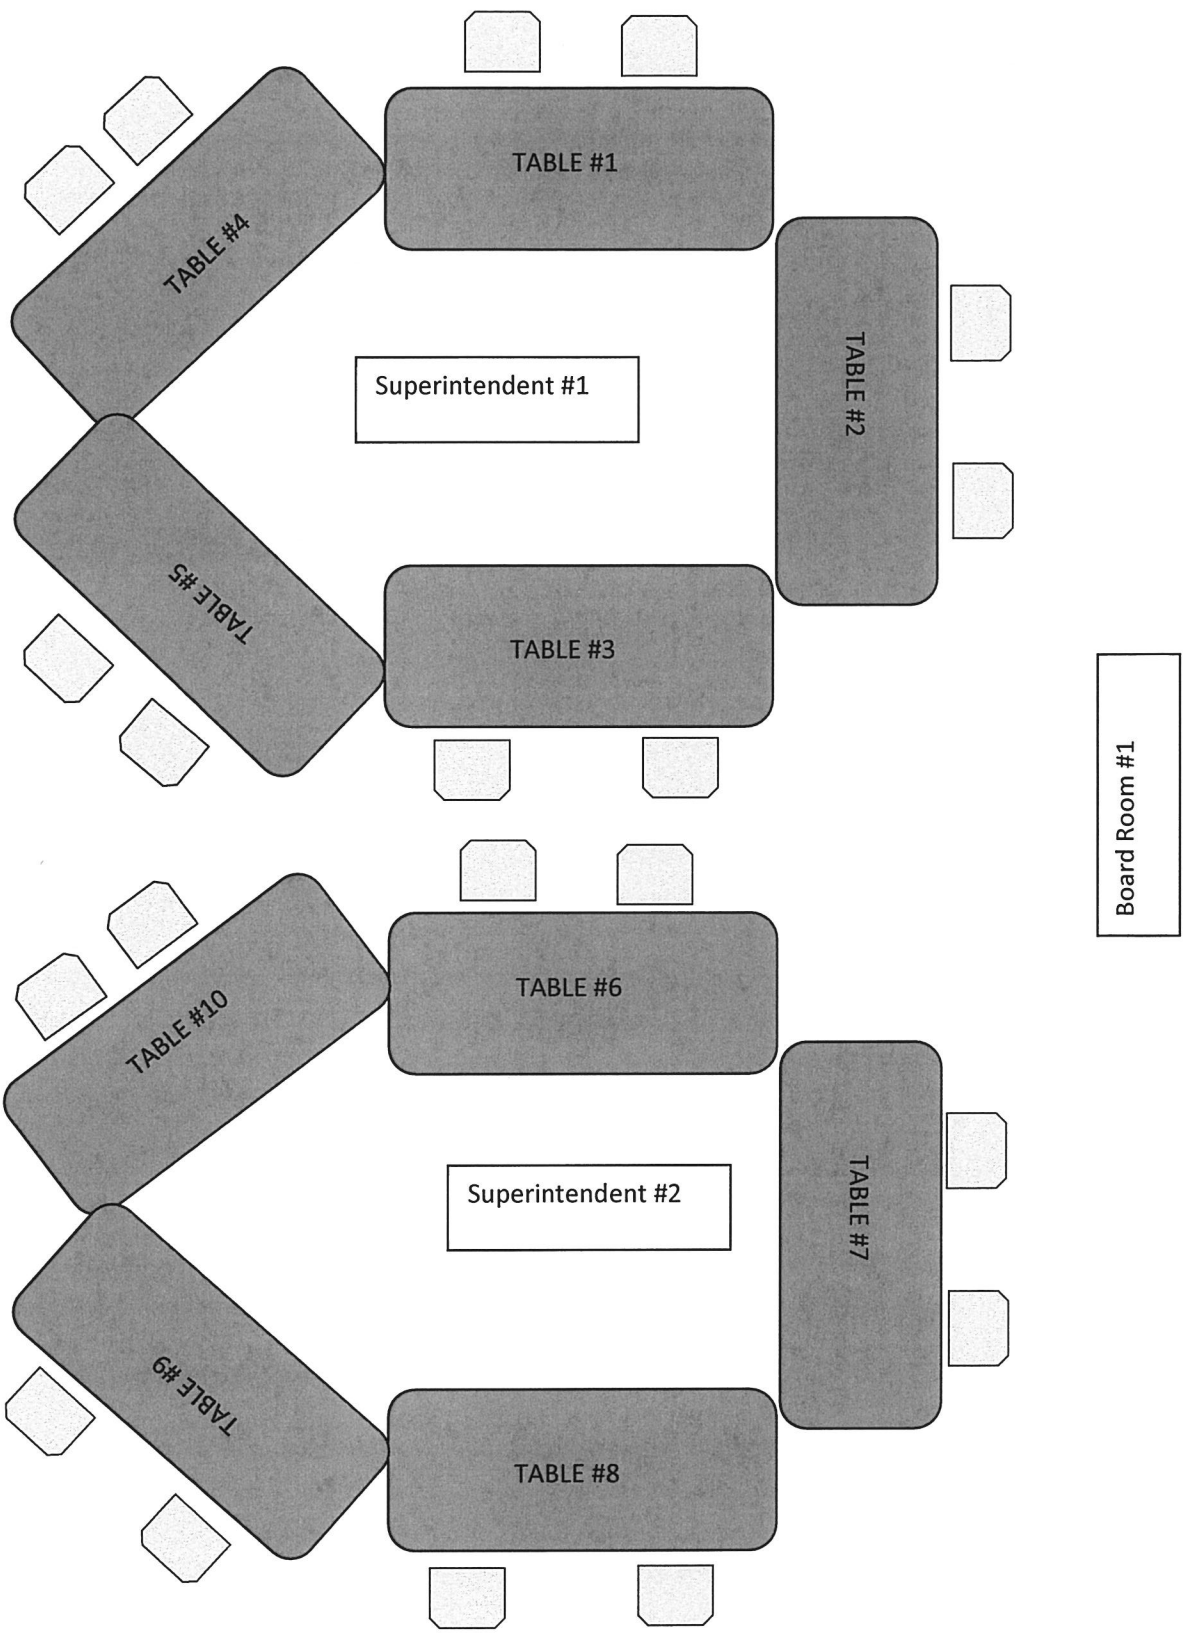 TABLE #1
TABLE #4
TABLE #2
Superintendent #1
TABLE #5
TABLE #3
Board Room #1
TABLE #6
TABLE #10
TABLE #7
Superintendent #2
TABLE #9
TABLE #8